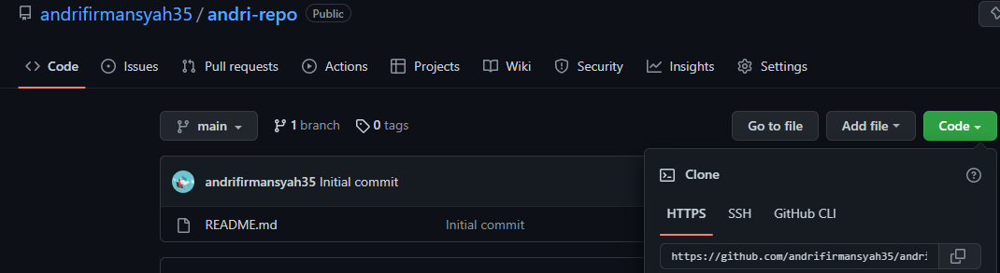 andrifirmansyah35 / andri-repo Public
Code Issues Pull requests Actions Projects Wiki Security Insights Settings
main 1 branch 0 tags Go to file Add file Code
andrifirmansyah35 Initial commit
README.md Initial commit
Clone
HTTPS SSH GitHub CLI
https://github.com/andrifirmansyah35/andri